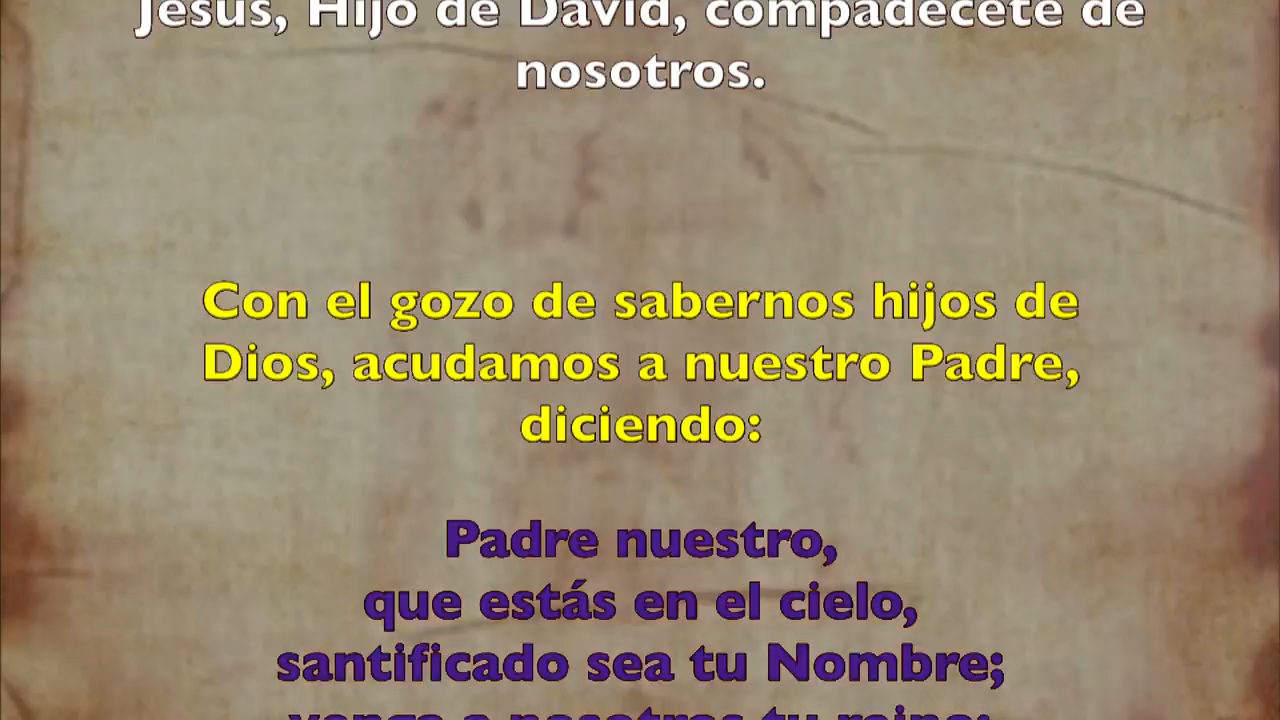 Jesús, Hijo de David, compadécete de
nosotros.
Con el gozo de sabernos hijos de
Dios, acudamos a nuestro Padre,
diciendo:
Padre nuestro,
que estás en el cielo,
santificado sea tu Nombre;
venga a nosotros tu reino;